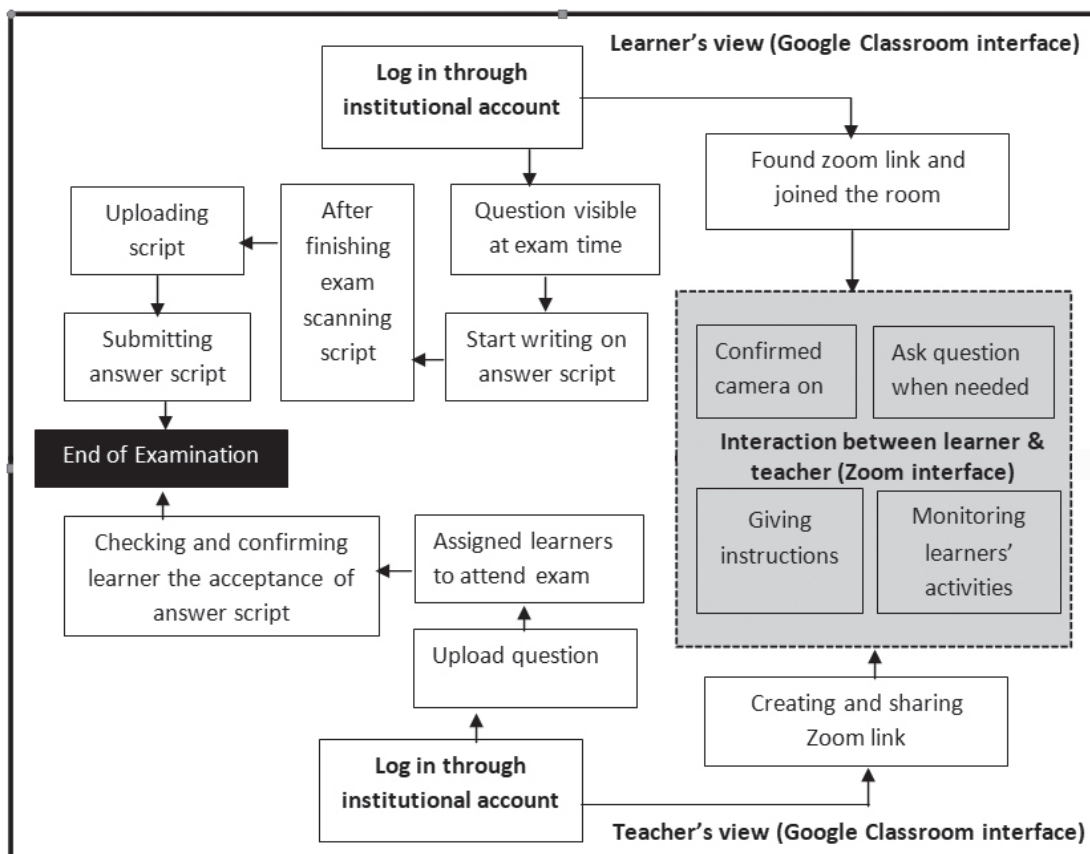 Learner's view (Google Classroom interface)
Log in through
institutional account
Found zoom link and
joined the room
Question visible
at exam time
After
finishing
exam
scanning
script
Uploading
script
Submitting
answer script
Start writing on
answer script
Confirmed
camera on
Ask question
when needed
Interaction between learner &
teacher (Zoom interface)
Giving
instructions
Monitoring
learners'
activities
End of Examination
Checking and confirming
learner the acceptance of
answer script
Assigned learners
to attend exam
Upload question
Creating and sharing
Zoom link
Log in through
institutional account
Teacher's view (Google Classroom interface)